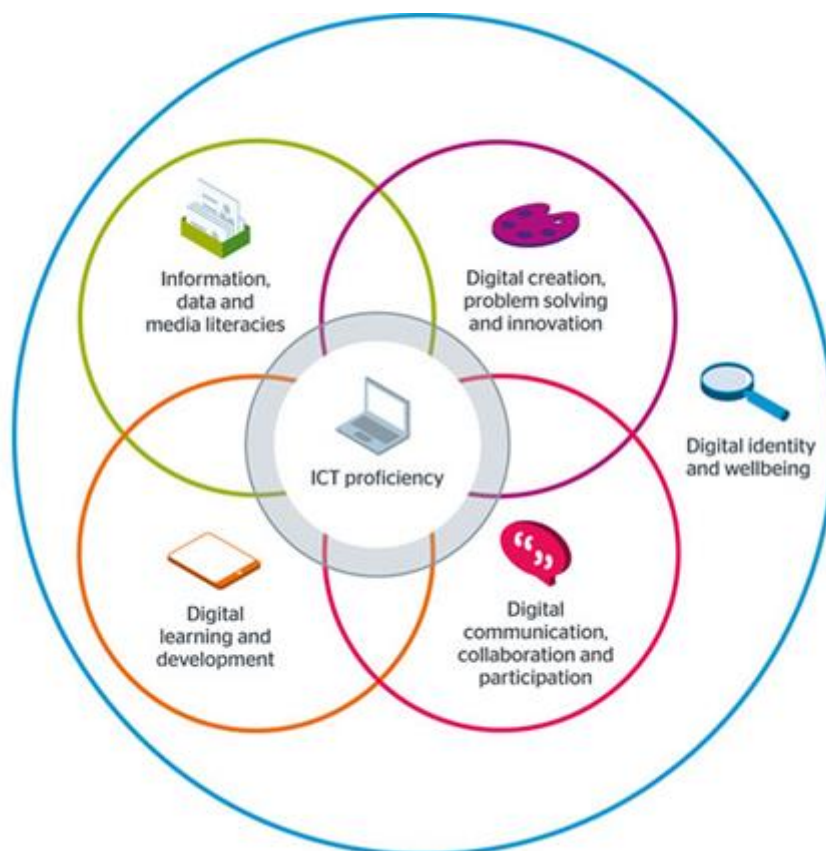 Information,
data and
media literacies
Digital creation,
problem solving
and innovation
Digital identity
and wellbeing
ICT proficiency
Digital
learning and
development
Digital
communication,
collaboration and
participation